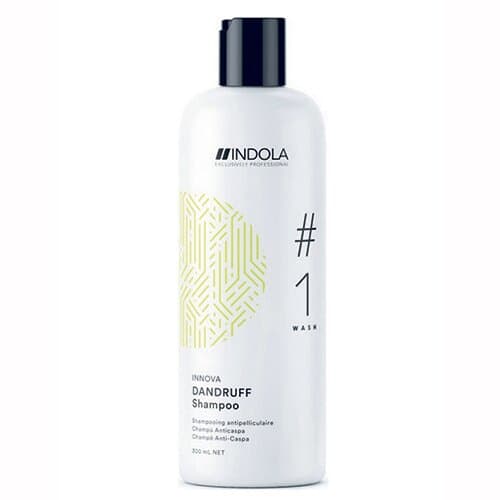 INDOLA
EXCLUSIVELY PROFESSIONAL
#
1
WASH
INNOVA
DANDRUFF
Shampoo
Shampooing antipelliculaire
Champú Anticaspa
Champô Anti-Caspa
300 mL NET